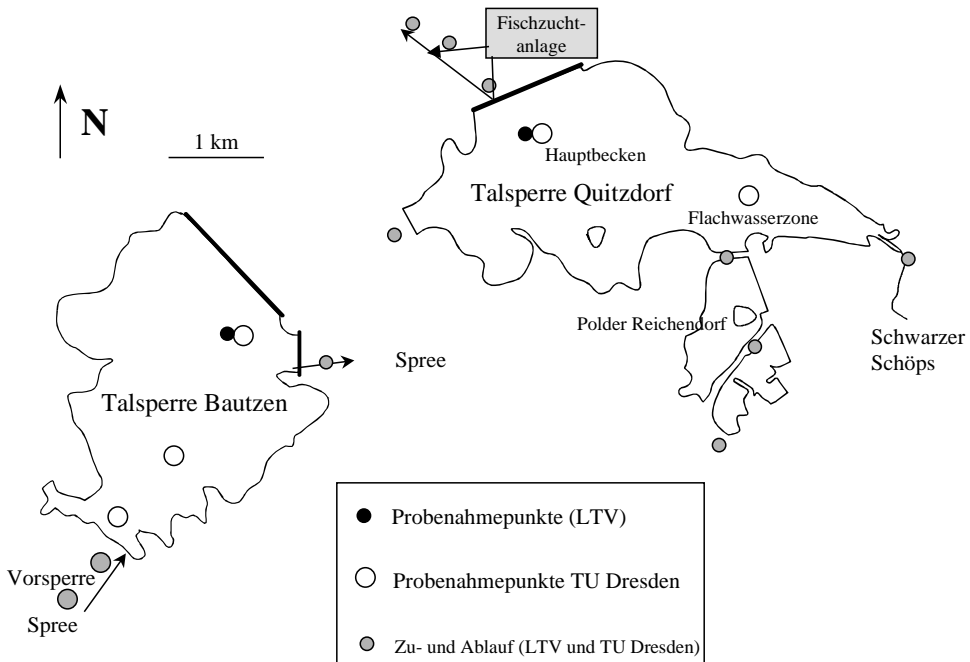 Fischzucht-
anlage
N
1 km
Hauptbecken
Talsperre Quitzdorf
Flachwasserzone
Polder Reichendorf
Schwarzer
Schöps
Spree
Talsperre Bautzen
Vorsperre
Spree
Probenahmepunkte (LTV)
Probenahmepunkte TU Dresden
Zu- und Ablauf (LTV und TU Dresden)